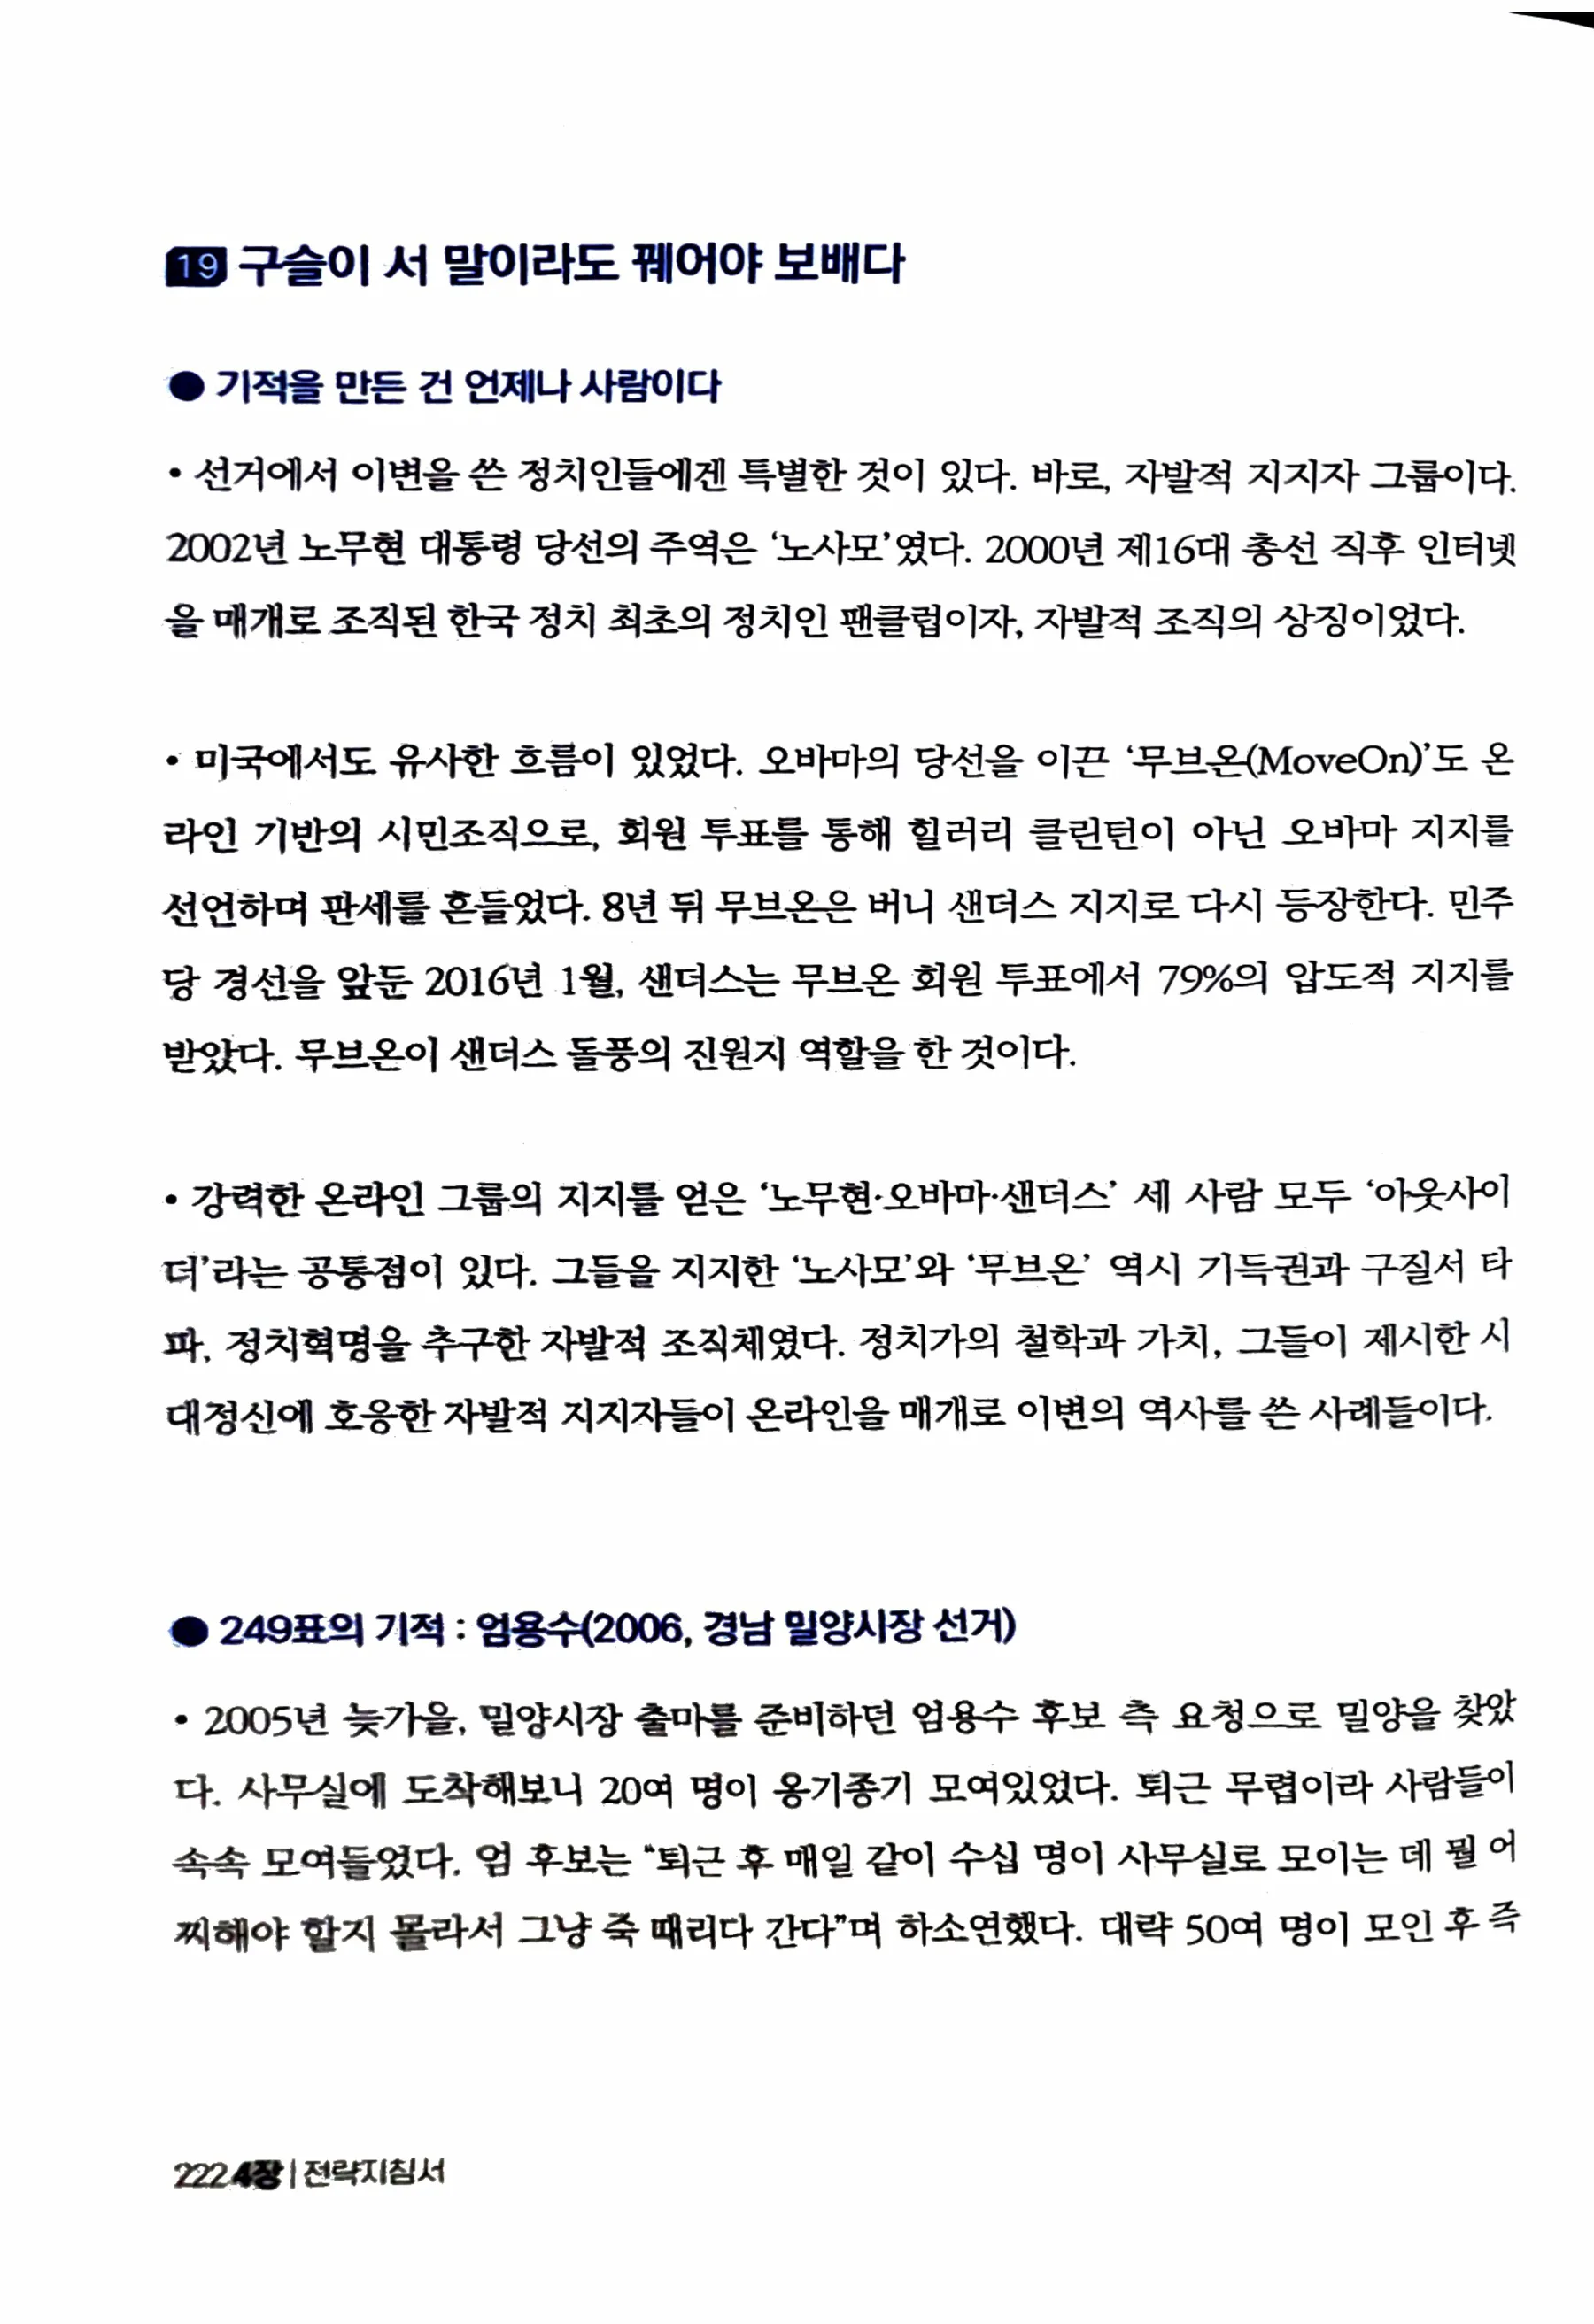 19 구슬이 서 말이라도 꿰어야 보배다
● 기적을 만든 건 언제나 사람이다
• 선거에서 이변을 쓴 정치인들에겐 특별한 것이 있다. 바로, 자발적 지지자 그룹이다.
2002년 노무현 대통령 당선의 주역은 ‘노사모’였다. 2000년 제16대 총선 직후 인터넷
을 매개로 조직된 한국 정치 최초의 정치인 팬클럽이자, 자발적 조직의 상징이었다.
• 미국에서도 유사한 흐름이 있었다. 오바마의 당선을 이끈 ‘무브온(MoveOn)’도 온
라인 기반의 시민조직으로, 회원 투표를 통해 힐러리 클린턴이 아닌 오바마 지지를
선언하며 판세를 흔들었다. 8년 뒤 무브온은 버니 샌더스 지지로 다시 등장한다. 민주
당 경선을 앞둔 2016년 1월, 샌더스는 무브온 회원 투표에서 79%의 압도적 지지를
받았다. 무브온이 샌더스 돌풍의 진원지 역할을 한 것이다.
• 강력한 온라인 그룹의 지지를 얻은 ‘노무현·오바마·샌더스’ 세 사람 모두 ‘아웃사이
더’라는 공통점이 있다. 그들을 지지한 ‘노사모’와 ‘무브온’ 역시 기득권과 구질서 타
파, 정치혁명을 추구한 자발적 조직체였다. 정치가의 철학과 가치, 그들이 제시한 시
대정신에 호응한 자발적 지지자들이 온라인을 매개로 이변의 역사를 쓴 사례들이다.
● 249표의 기적 : 엄용수(2006, 경남 밀양시장 선거)
• 2005년 늦가을, 밀양시장 출마를 준비하던 엄용수 후보 측 요청으로 밀양을 찾았
다. 사무실에 도착해보니 20여 명이 옹기종기 모여있었다. 퇴근 무렵이라 사람들이
속속 모여들었다. 엄 후보는 “퇴근 후 매일 같이 수십 명이 사무실로 모이는 데 뭘 어
찌해야 할지 몰라서 그냥 죽 때리다 간다”며 하소연했다. 대략 50여 명이 모인 후 즉
222 4장 | 전략지침서